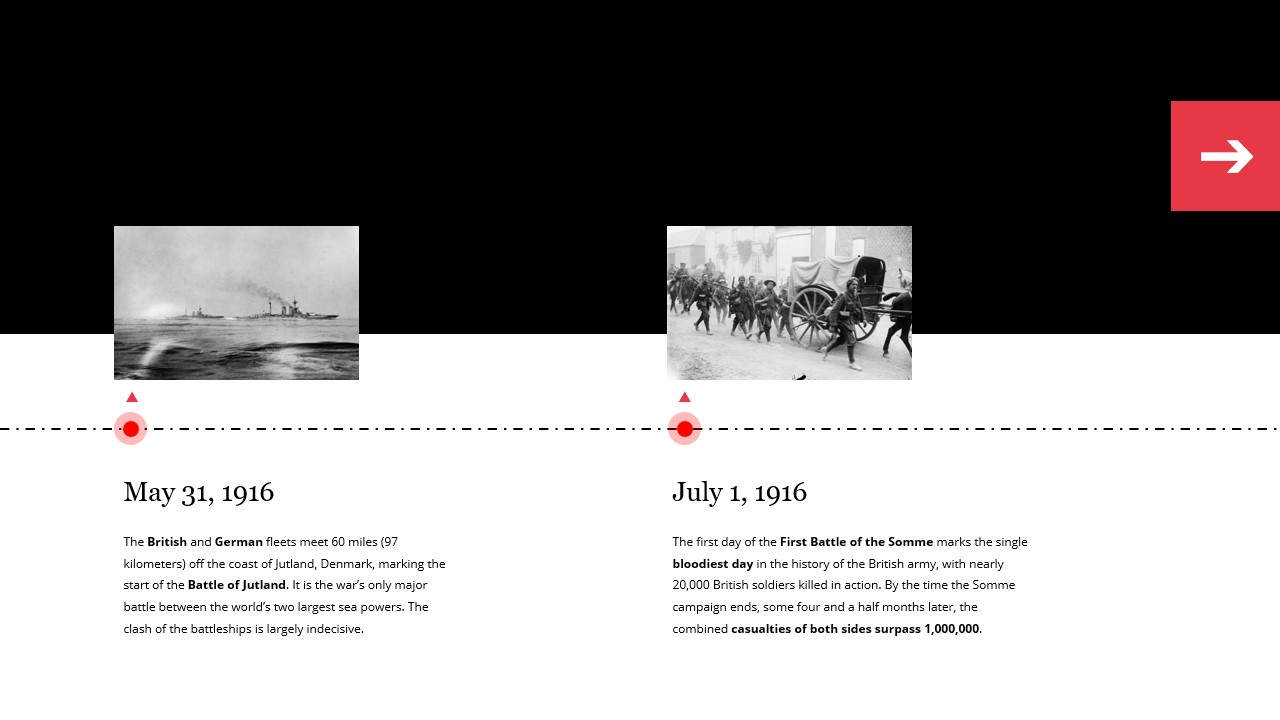 May 31, 1916
The British and German fleets meet 60 miles (97
kilometers) off the coast of Jutland, Denmark, marking the
start of the Battle of Jutland. It is the war’s only major
battle between the world’s two largest sea powers. The
clash of the battleships is largely indecisive.
July 1, 1916
The first day of the First Battle of the Somme marks the single
bloodiest day in the history of the British army, with nearly
20,000 British soldiers killed in action. By the time the Somme
campaign ends, some four and a half months later, the
combined casualties of both sides surpass 1,000,000.